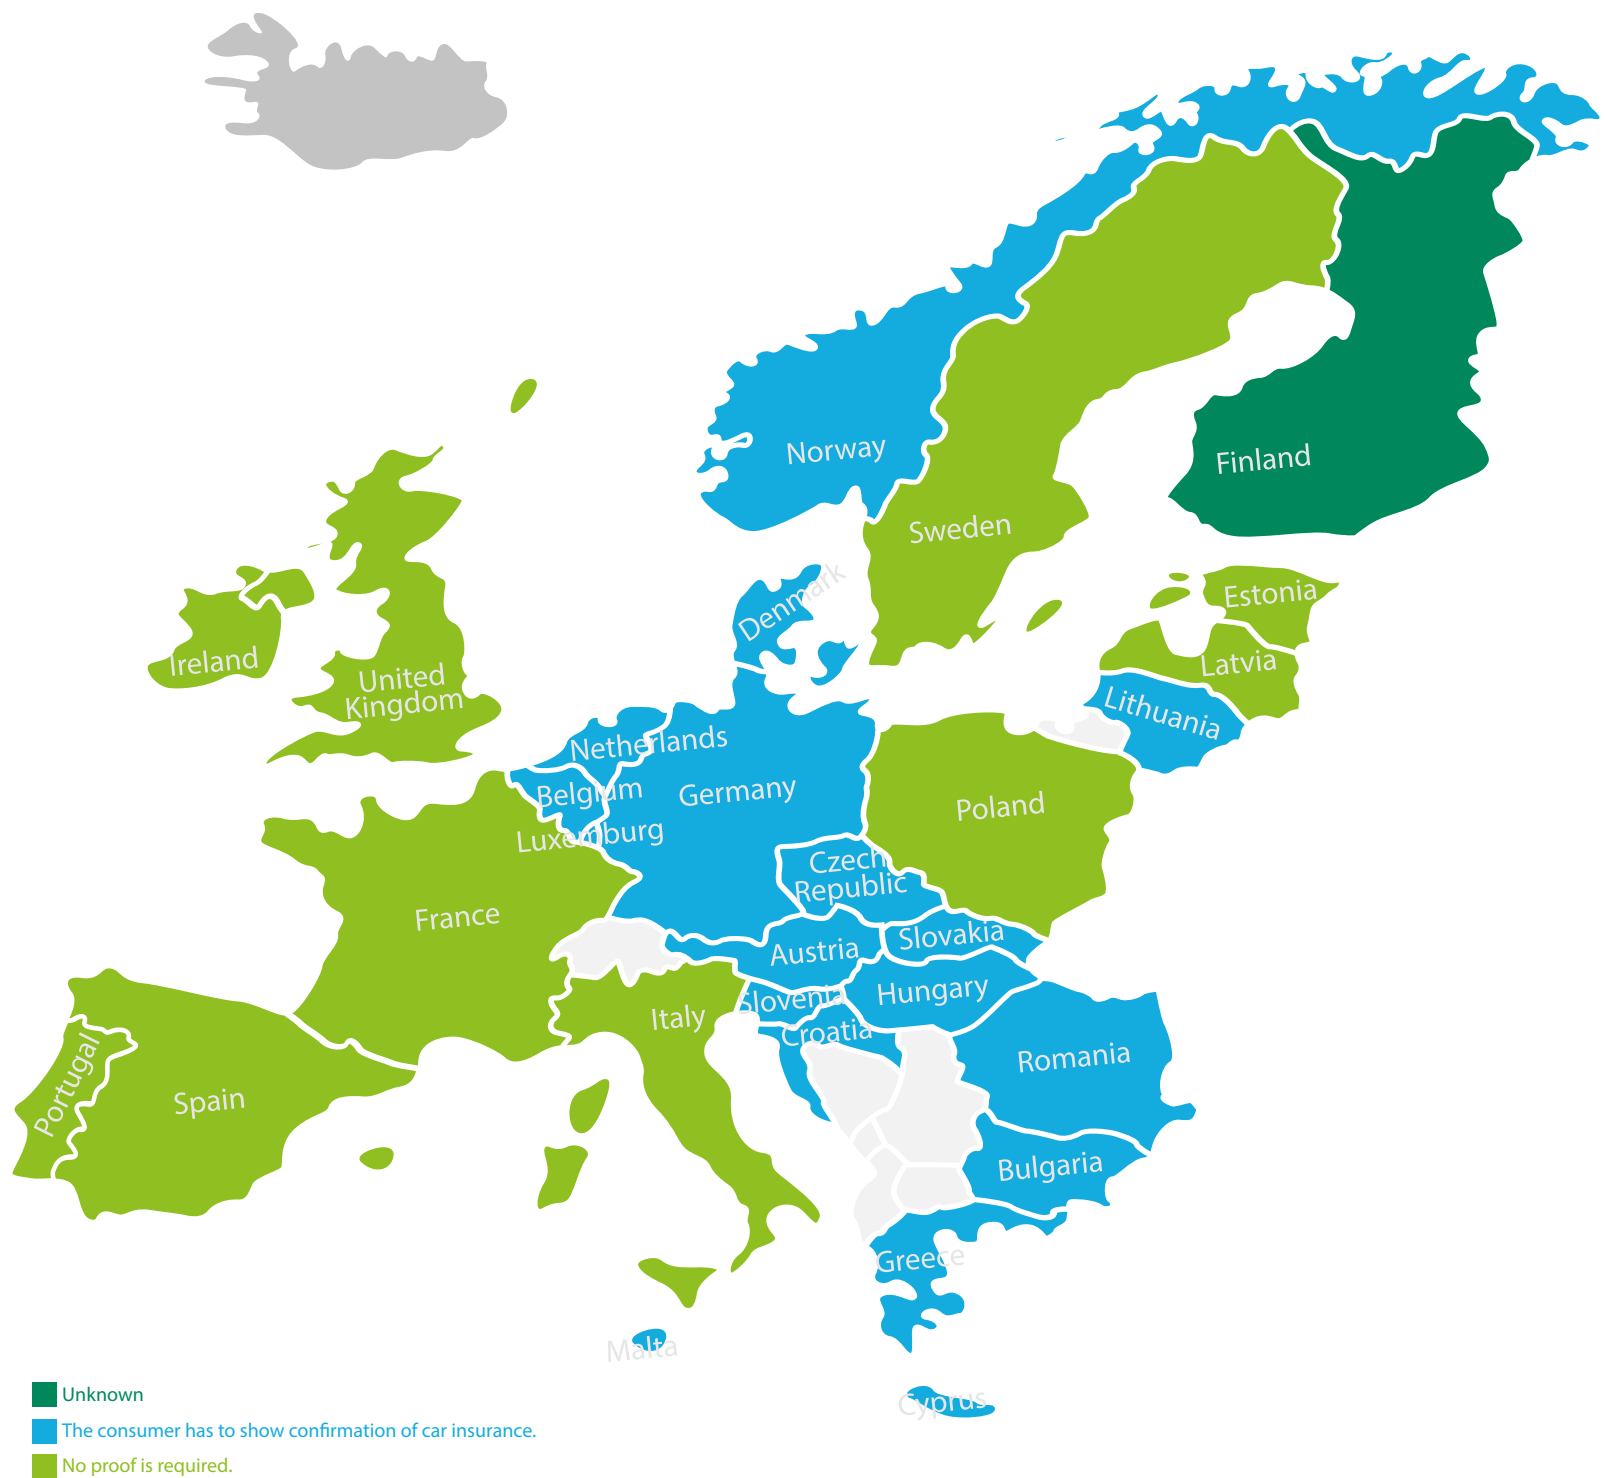 Norway
Finland
Sweden
Denmark
Estonia
Ireland
Latvia
United
Kingdom
Lithuania
Netherlands
Belgium
Germany
Poland
Luxemburg
Czech
Republic
France
Slovakia
Austria
Hungary
Slovenia
Italy
Croatia
Romania
Portugal
Spain
Bulgaria
Greece
Malta
Cyprus
Unknown
The consumer has to show confirmation of car insurance.
No proof is required.